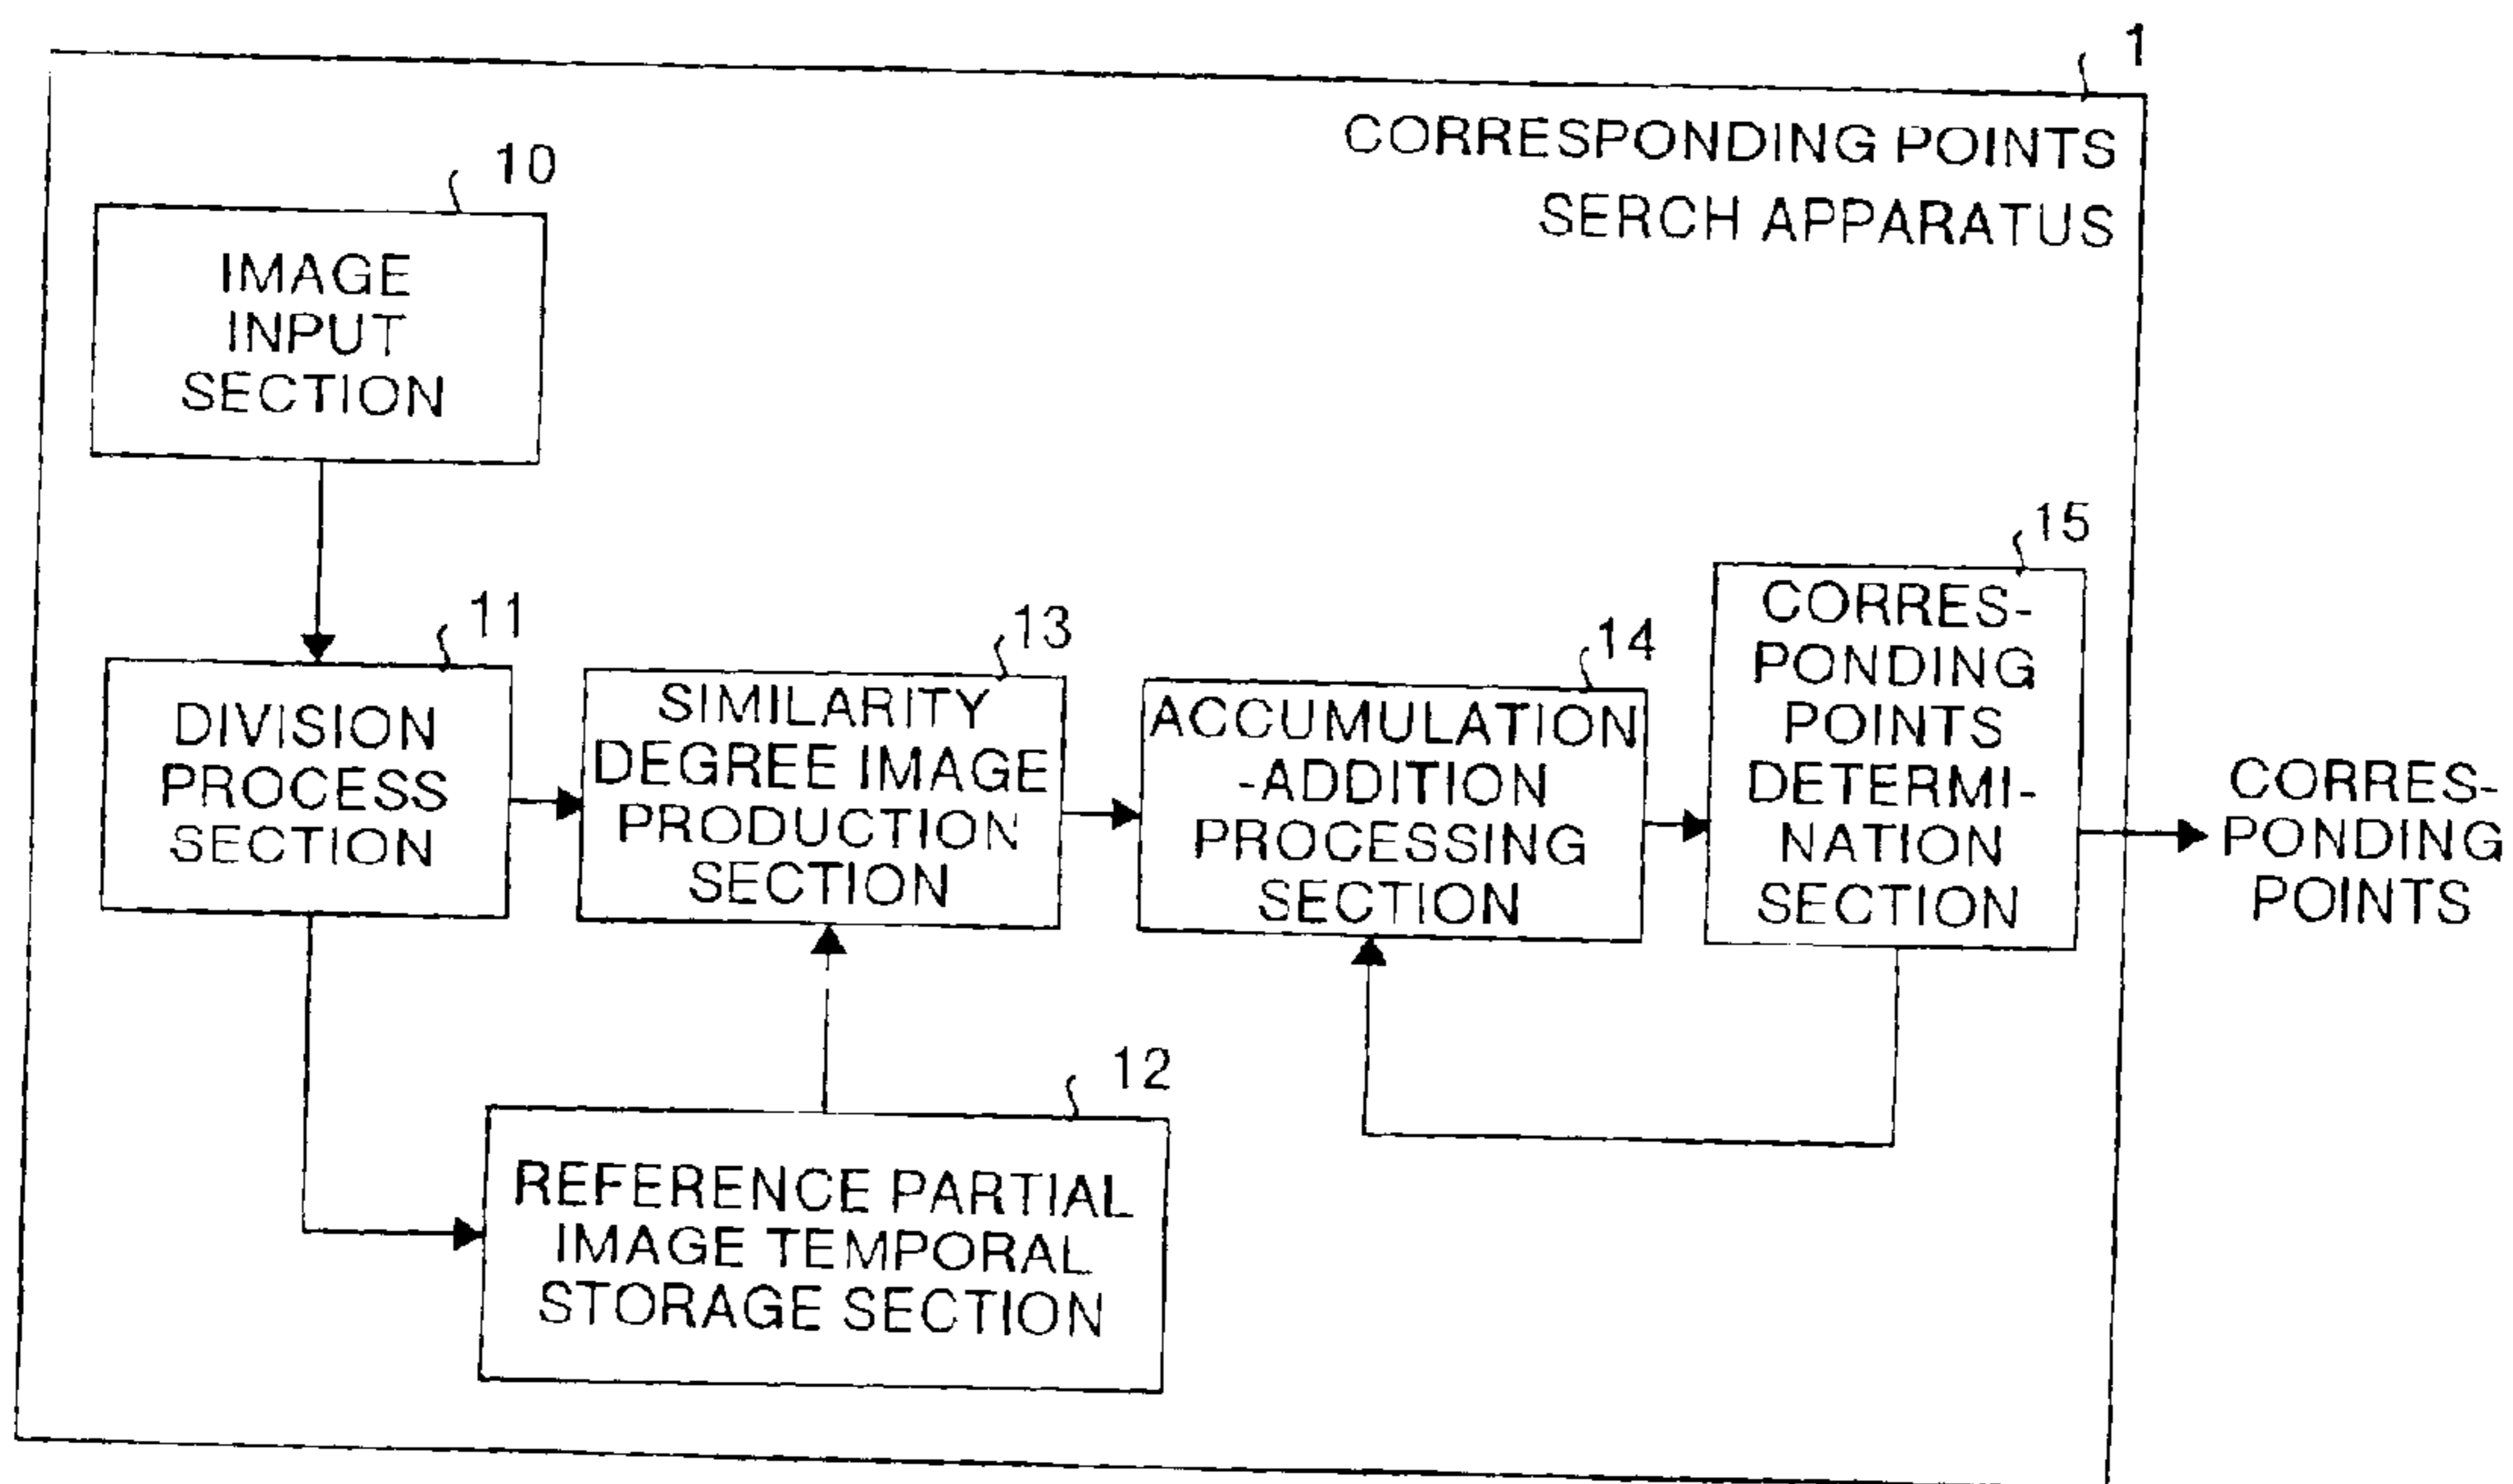 1
CORRESPONDING POINTS
SERCH APPARATUS
10
IMAGE
INPUT
SECTION
11
DIVISION
PROCESS
SECTION
13
SIMILARITY
DEGREE IMAGE
PRODUCTION
SECTION
14
ACCUMULATION
-ADDITION
PROCESSING
SECTION
15
CORRES-
PONDING
POINTS
DETERMI-
NATION
SECTION
CORRES-
PONDING
POINTS
12
REFERENCE PARTIAL
IMAGE TEMPORAL
STORAGE SECTION